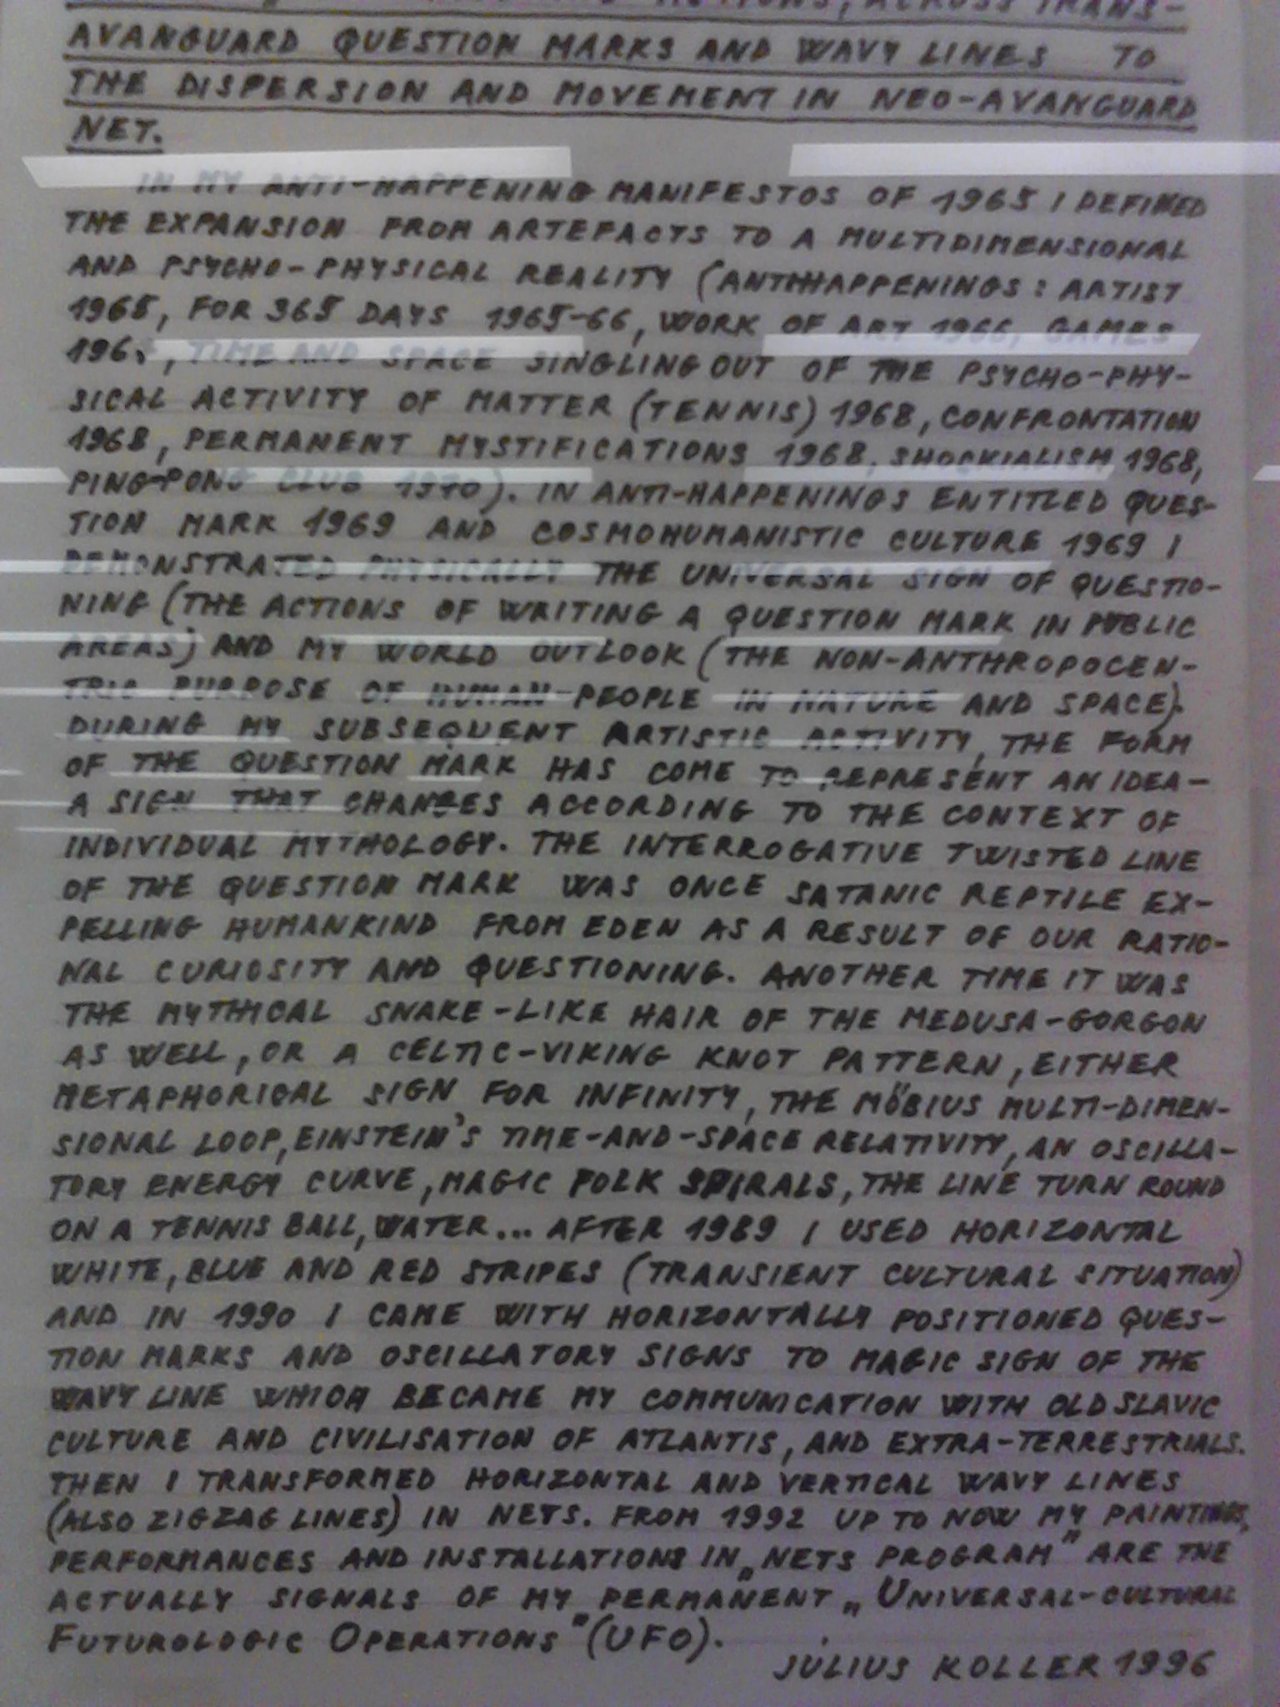 ACROSS TRANS-
AVANGUARD QUESTION MARKS AND WAVY LINES TO
THE DISPERSION AND MOVEMENT IN NEO-AVANGUARD
NET.
IN MY ANTI-HAPPENING MANIFESTOS OF 1965 I DEFINED
THE EXPANSION FROM ARTEFACTS TO A MULTIDIMENSIONAL
AND PSYCHO-PHYSICAL REALITY (ANTIHAPPENINGS: ARTIST
1965, FOR 365 DAYS 1965-66, WORK OF ART 1966, GAMES
TIME AND SPACE SINGLING OUT OF THE PSYCHO-PHY-
SICAL ACTIVITY OF MATTER (TENNIS) 1968, CONFRONTATION
1968, PERMANENT MYSTIFICATIONS 1968, SHOCKIALISM 1968,
PING-PONG CLUB 1970). IN ANTI-HAPPENINGS ENTITLED QUES-
TION MARK 1969 AND COSMOHUMANISTIC CULTURE 1969 I
DEMONSTRATED PHYSICALLY THE UNIVERSAL SIGN OF QUESTIO-
NING (THE ACTIONS OF WRITING A QUESTION MARK IN PUBLIC
AREAS) AND MY WORLD OUTLOOK (THE NON-ANTHROPOCEN-
TRIC PURPOSE OF HUMAN-PEOPLE IN NATURE AND SPACE).
DURING MY SUBSEQUENT ARTISTIC ACTIVITY, THE FORM
OF THE QUESTION MARK HAS COME TO REPRESENT AN IDEA-
A SIGN THAT CHANGES ACCORDING TO THE CONTEXT OF
INDIVIDUAL MYTHOLOGY. THE INTERROGATIVE TWISTED LINE
OF THE QUESTION MARK WAS ONCE SATANIC REPTILE EX-
PELLING HUMANKIND FROM EDEN AS A RESULT OF OUR RATIO-
NAL CURIOSITY AND QUESTIONING. ANOTHER TIME IT WAS
THE MYTHICAL SNAKE-LIKE HAIR OF THE MEDUSA-GORGON
AS WELL, OR A CELTIC-VIKING KNOT PATTERN, EITHER
METAPHORICAL SIGN FOR INFINITY, THE MÖBIUS MULTI-DIMEN-
SIONAL LOOP, EINSTEIN'S TIME-AND-SPACE RELATIVITY, AN OSCILLA-
TORY ENERGY CURVE, MAGIC FOLK SPIRALS, THE LINE TURN ROUND
ON A TENNIS BALL, WATER... AFTER 1989 I USED HORIZONTAL
WHITE, BLUE AND RED STRIPES (TRANSIENT CULTURAL SITUATION)
AND IN 1990 I CAME WITH HORIZONTALLY POSITIONED QUES-
TION MARKS AND OSCILLATORY SIGNS TO MAGIC SIGN OF THE
WAVY LINE WHICH BECAME MY COMMUNICATION WITH OLD SLAVIC
CULTURE AND CIVILISATION OF ATLANTIS, AND EXTRA-TERRESTRIALS.
THEN I TRANSFORMED HORIZONTAL AND VERTICAL WAVY LINES
(ALSO ZIGZAG LINES) IN NETS. FROM 1992 UP TO NOW MY PAINTINGS,
PERFORMANCES AND INSTALLATIONS IN „NETS PROGRAM" ARE THE
ACTUALLY SIGNALS OF MY PERMANENT „UNIVERSAL-CULTURAL
FUTUROLOGIC OPERATIONS" (UFO).
JÚLIUS KOLLER 1996